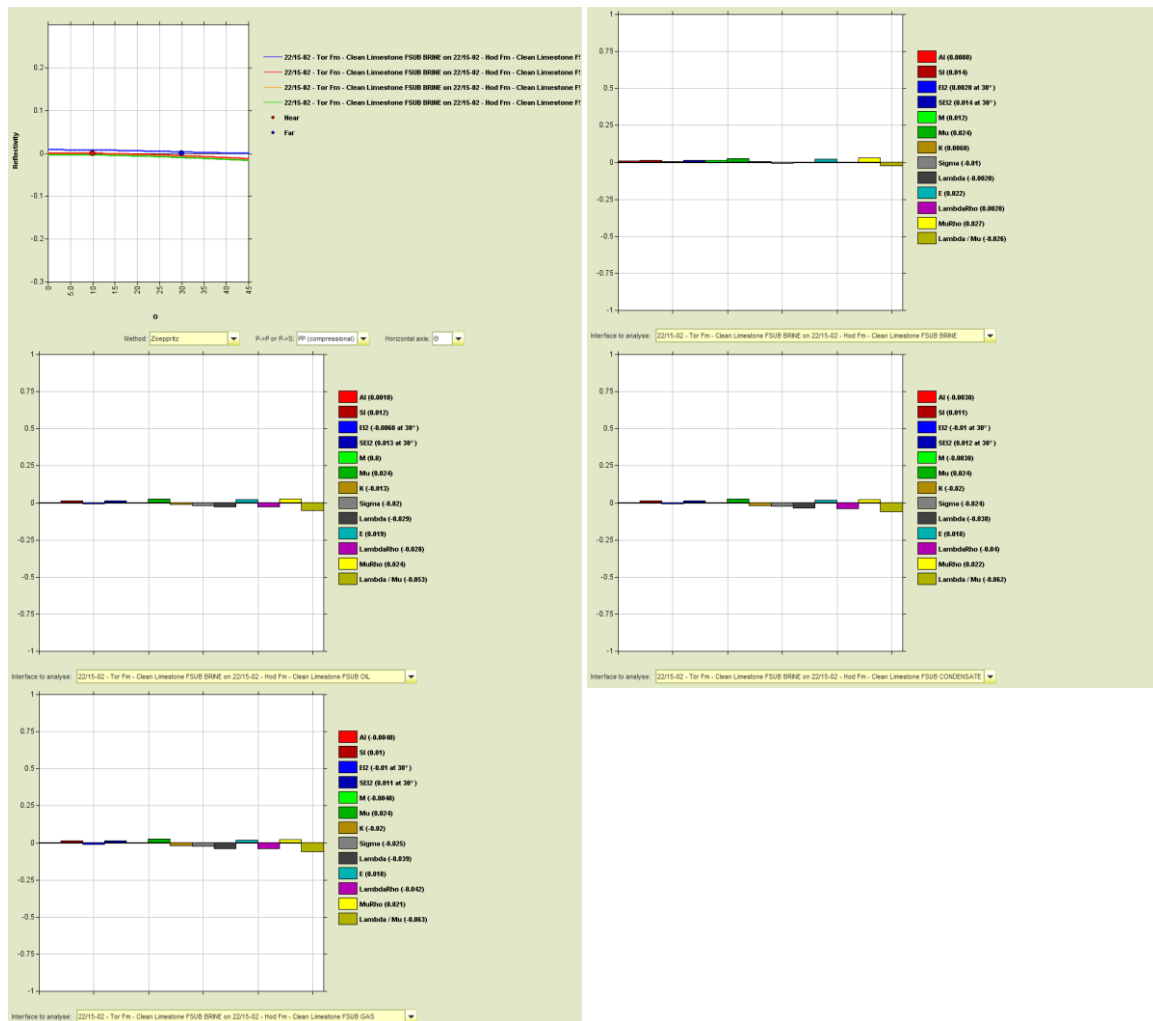 0.2
0.1
0
-0.1
-0.2
-0.3
Reflectivity
0 5.0 10 15 20 25 30 35 40 45
Θ
22/15-02 - Tor Fm - Clean Limestone FSUB BRINE on 22/15-02 - Hod Fm - Clean Limestone FSU
22/15-02 - Tor Fm - Clean Limestone FSUB BRINE on 22/15-02 - Hod Fm - Clean Limestone FS
22/15-02 - Tor Fm - Clean Limestone FSUB BRINE on 22/15-02 - Hod Fm - Clean Limestone FS
22/15-02 - Tor Fm - Clean Limestone FSUB BRINE on 22/15-02 - Hod Fm - Clean Limestone FS
Near
Far
Method: Zoeppritz P->P or P->S: PP (compressional) Horizontal axis: Θ
1
0.75
0.5
0.25
0
-0.25
-0.5
-0.75
-1
AI (0.0080)
SI (0.014)
EI2 (0.0020 at 30°)
SEI2 (0.014 at 30°)
M (0.012)
Mu (0.024)
K (0.0060)
Sigma (-0.01)
Lambda (-0.0020)
E (0.022)
LambdaRho (0.0020)
MuRho (0.027)
Lambda / Mu (-0.026)
Interface to analyse: 22/15-02 - Tor Fm - Clean Limestone FSUB BRINE on 22/15-02 - Hod Fm - Clean Limestone FSUB BRINE
1
0.75
0.5
0.25
0
-0.25
-0.5
-0.75
-1
AI (0.0010)
SI (0.012)
EI2 (-0.0060 at 30°)
SEI2 (0.013 at 30°)
M (0.0)
Mu (0.024)
K (-0.013)
Sigma (-0.02)
Lambda (-0.029)
E (0.019)
LambdaRho (-0.028)
MuRho (0.024)
Lambda / Mu (-0.053)
Interface to analyse: 22/15-02 - Tor Fm - Clean Limestone FSUB BRINE on 22/15-02 - Hod Fm - Clean Limestone FSUB OIL
1
0.75
0.5
0.25
0
-0.25
-0.5
-0.75
-1
AI (-0.0030)
SI (0.011)
EI2 (-0.01 at 30°)
SEI2 (0.012 at 30°)
M (-0.0030)
Mu (0.024)
K (-0.02)
Sigma (-0.024)
Lambda (-0.038)
E (0.018)
LambdaRho (-0.04)
MuRho (0.022)
Lambda / Mu (-0.062)
Interface to analyse: 22/15-02 - Tor Fm - Clean Limestone FSUB BRINE on 22/15-02 - Hod Fm - Clean Limestone FSUB CONDENSATE
1
0.75
0.5
0.25
0
-0.25
-0.5
-0.75
-1
AI (-0.0040)
SI (0.01)
EI2 (-0.01 at 30°)
SEI2 (0.011 at 30°)
M (-0.0040)
Mu (0.024)
K (-0.02)
Sigma (-0.025)
Lambda (-0.039)
E (0.018)
LambdaRho (-0.042)
MuRho (0.021)
Lambda / Mu (-0.063)
Interface to analyse: 22/15-02 - Tor Fm - Clean Limestone FSUB BRINE on 22/15-02 - Hod Fm - Clean Limestone FSUB GAS